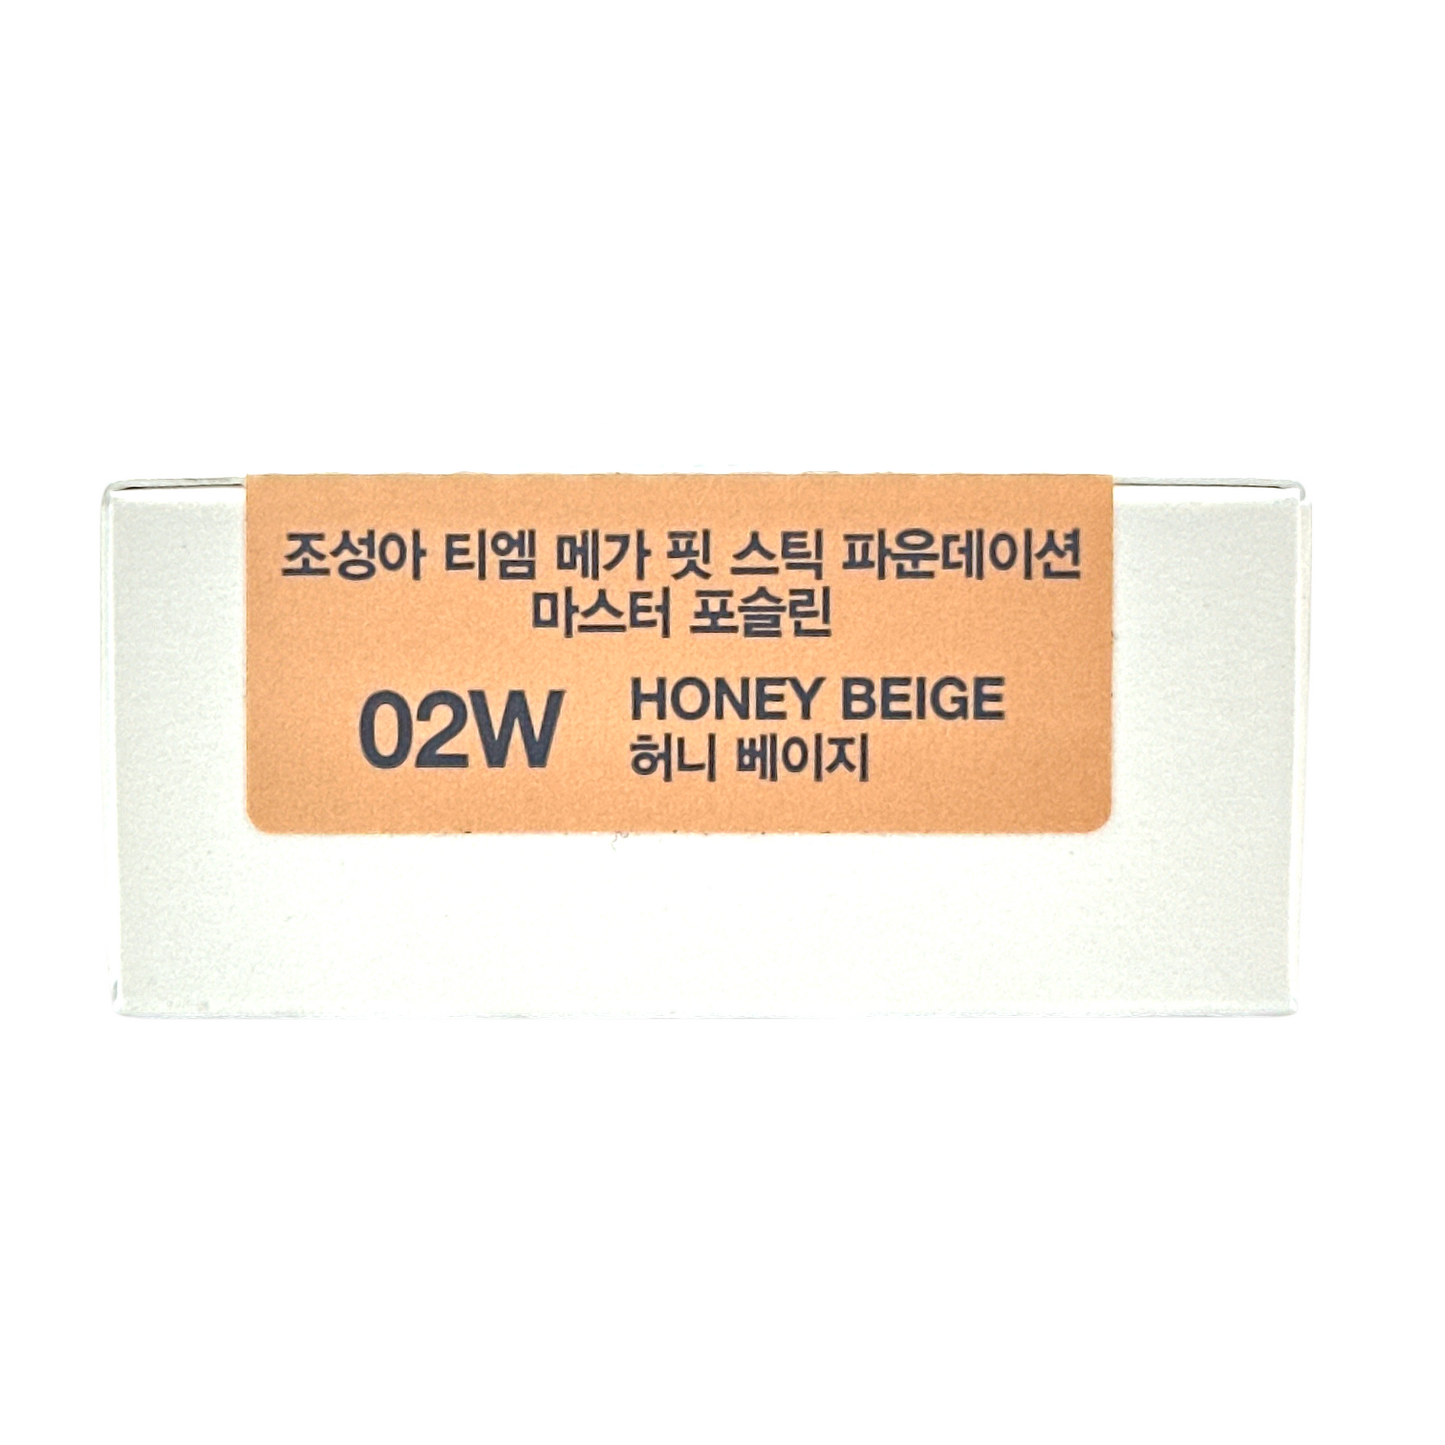 조성아 티엠 메가 핏 스틱 파운데이션
마스터 포슬린
02W
HONEY BEIGE
허니 베이지